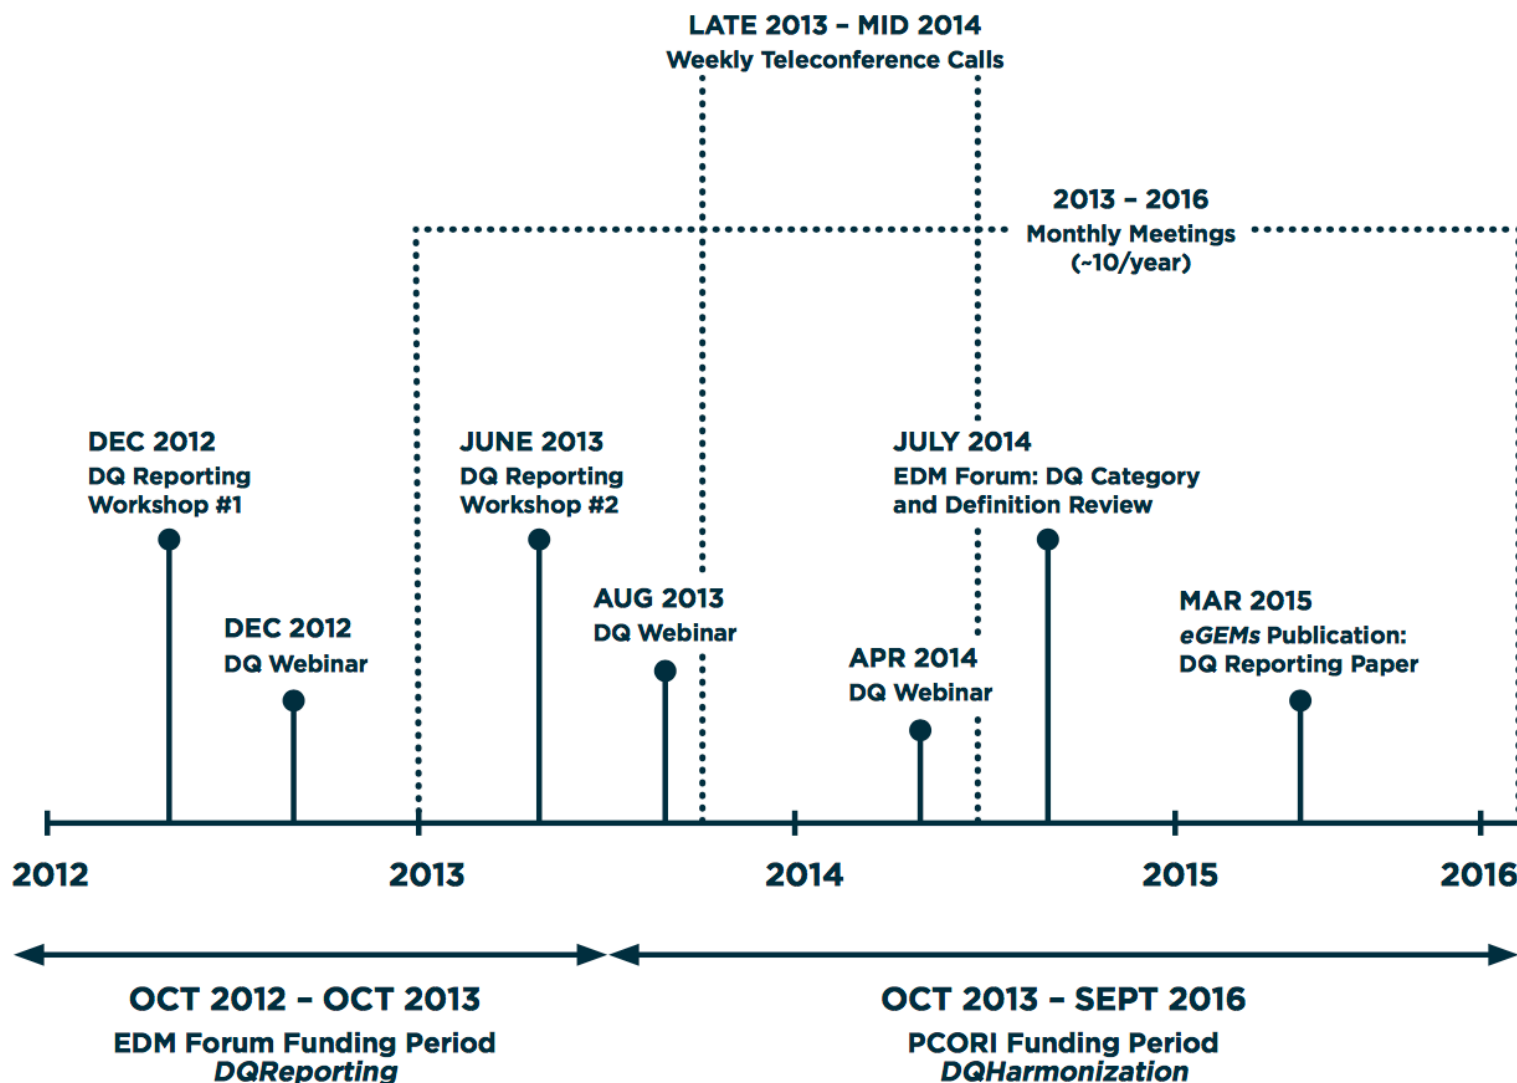 LATE 2013 – MID 2014
Weekly Teleconference Calls
2013 – 2016
Monthly Meetings
(~10/year)
DEC 2012
DQ Reporting
Workshop #1
DEC 2012
DQ Webinar
JUNE 2013
DQ Reporting
Workshop #2
AUG 2013
DQ Webinar
APR 2014
DQ Webinar
JULY 2014
EDM Forum: DQ Category
and Definition Review
MAR 2015
eGEMs Publication:
DQ Reporting Paper
2012
2013
2014
2015
2016
OCT 2012 – OCT 2013
EDM Forum Funding Period
DQReporting
OCT 2013 – SEPT 2016
PCORI Funding Period
DQHarmonization